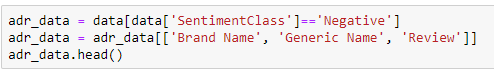 adr_data = data[data['SentimentClass']=='Negative']
adr_data = adr_data[['Brand Name', 'Generic Name', 'Review']]
adr_data.head()